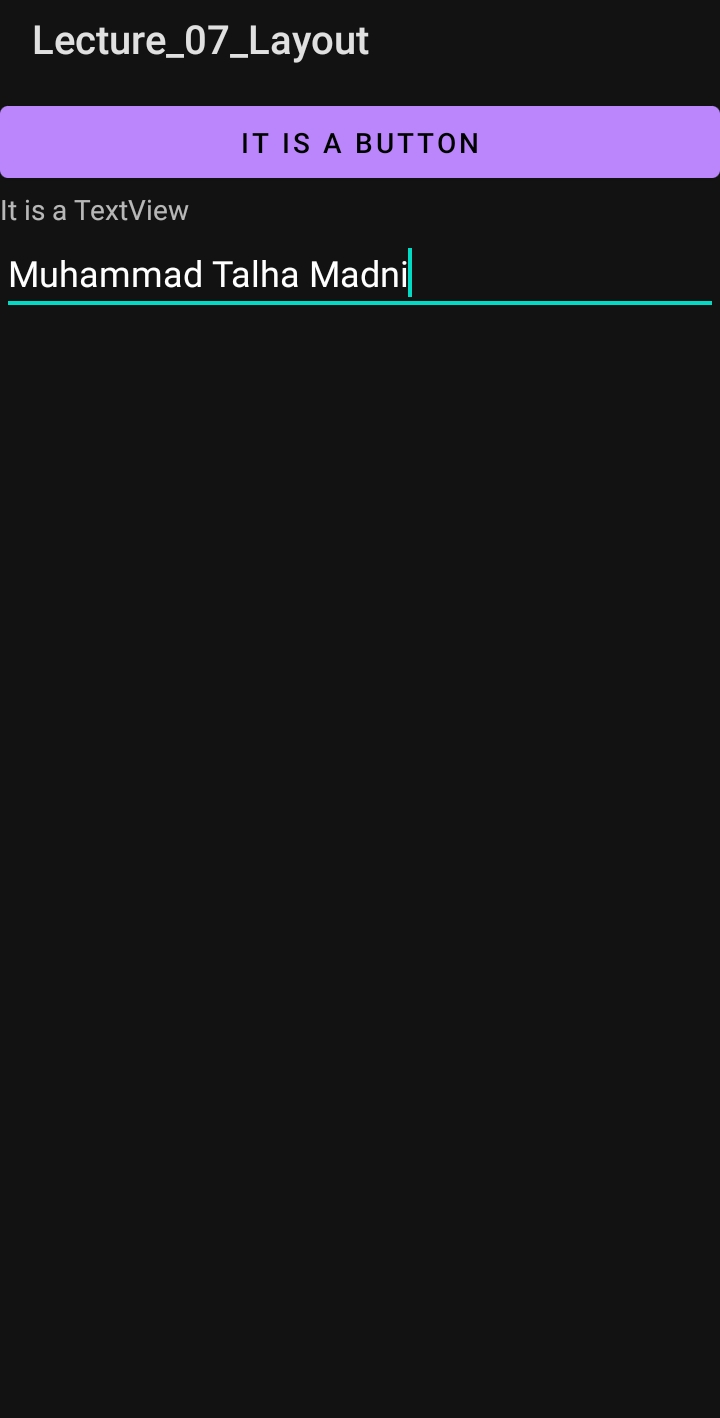 Lecture_07_Layout
IT IS A BUTTON
It is a TextView
Muhammad Talha Madni